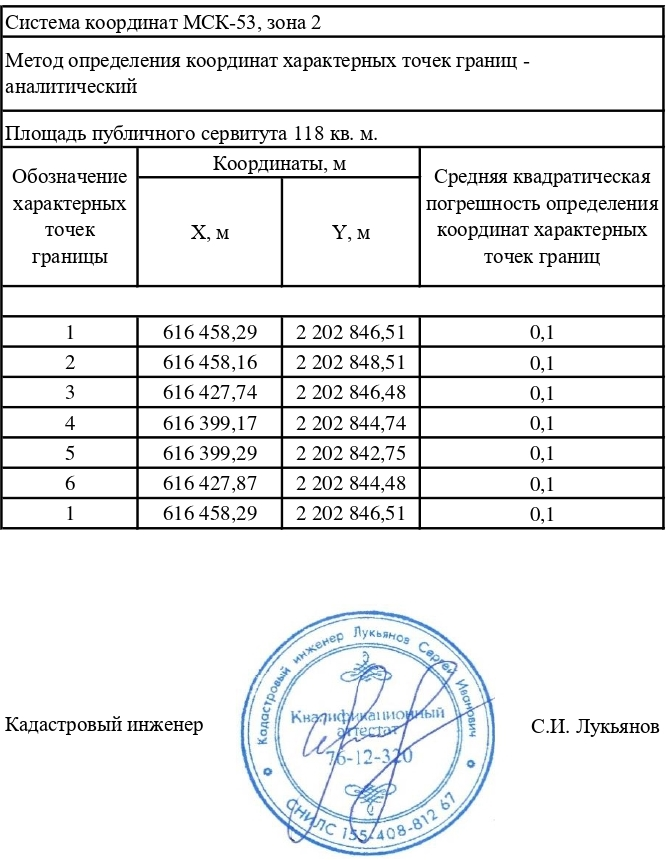 Система координат МСК-53, зона 2
Метод определения координат характерных точек границ -
аналитический
Площадь публичного сервитута 118 кв. м.
Обозначение
характерных
точек
границы
Координаты, м
X, м
Y, м
Средняя квадратическая
погрешность определения
координат характерных
точек границ
1 616 458,29 2 202 846,51 0,1
2 616 458,16 2 202 848,51 0,1
3 616 427,74 2 202 846,48 0,1
4 616 399,17 2 202 844,74 0,1
5 616 399,29 2 202 842,75 0,1
6 616 427,87 2 202 844,48 0,1
1 616 458,29 2 202 846,51 0,1
Кадастровый инженер
Кадастровый инженер Лукьянов Сергей Иванович
Квалификационный
аттестат
76-12-320
СНИЛС 155-408-812 67
С.И. Лукьянов